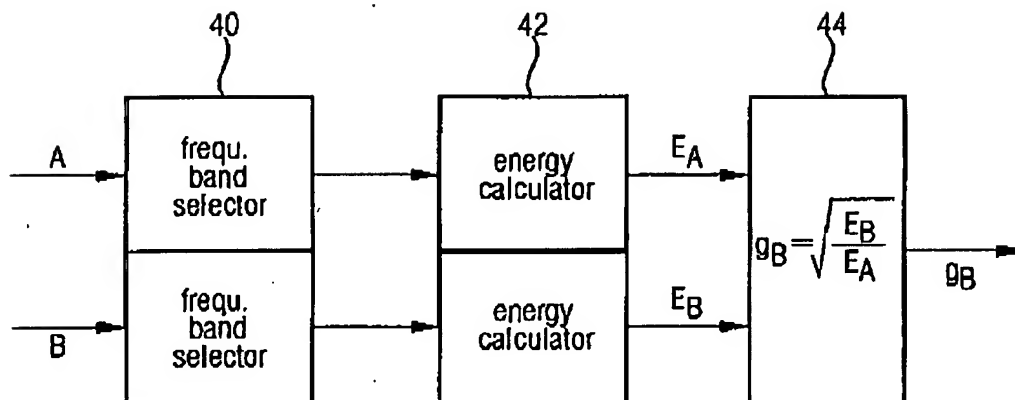 40 42 44
A
frequ.
band
selector
energy
calculator
E_A
B
frequ.
band
selector
energy
calculator
E_B
g_B=√(E_B/E_A)
g_B